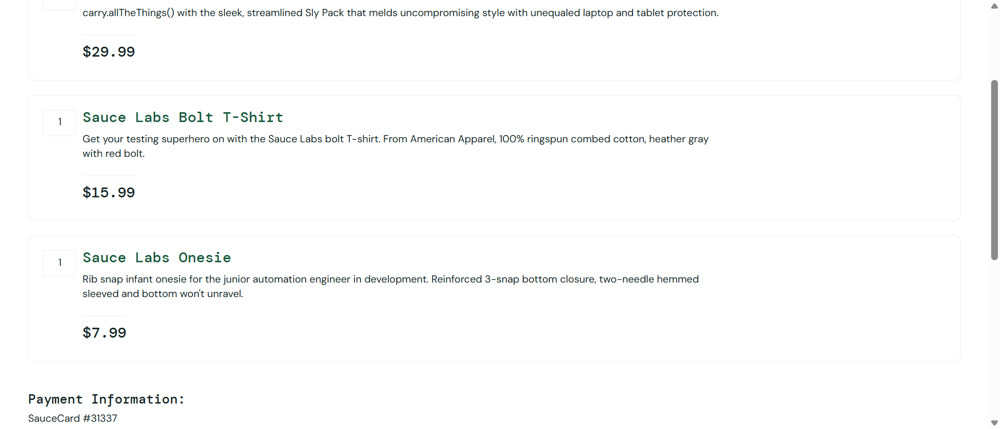 carry.allTheThings() with the sleek, streamlined Sly Pack that melds uncompromising style with unequaled laptop and tablet protection.
$29.99
1
Sauce Labs Bolt T-Shirt
Get your testing superhero on with the Sauce Labs bolt T-shirt. From American Apparel, 100% ringspun combed cotton, heather gray
with red bolt.
$15.99
1
Sauce Labs Onesie
Rib snap infant onesie for the junior automation engineer in development. Reinforced 3-snap bottom closure, two-needle hemmed
sleeved and bottom won't unravel.
$7.99
Payment Information:
SauceCard #31337